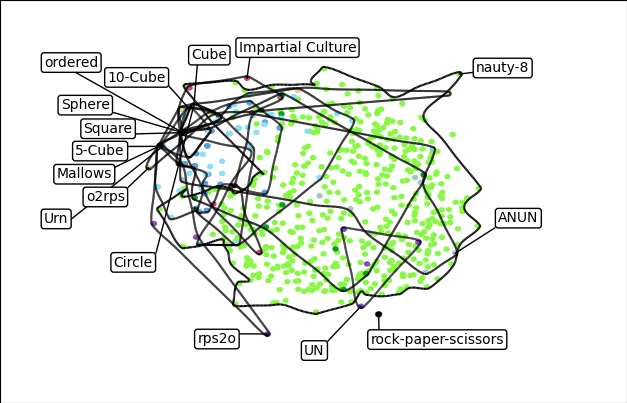 Impartial Culture
Cube
ordered
nauty-8
10-Cube
Sphere
Square
5-Cube
Mallows
o2rps
Urn
ANUN
Circle
rps2o
rock-paper-scissors
UN